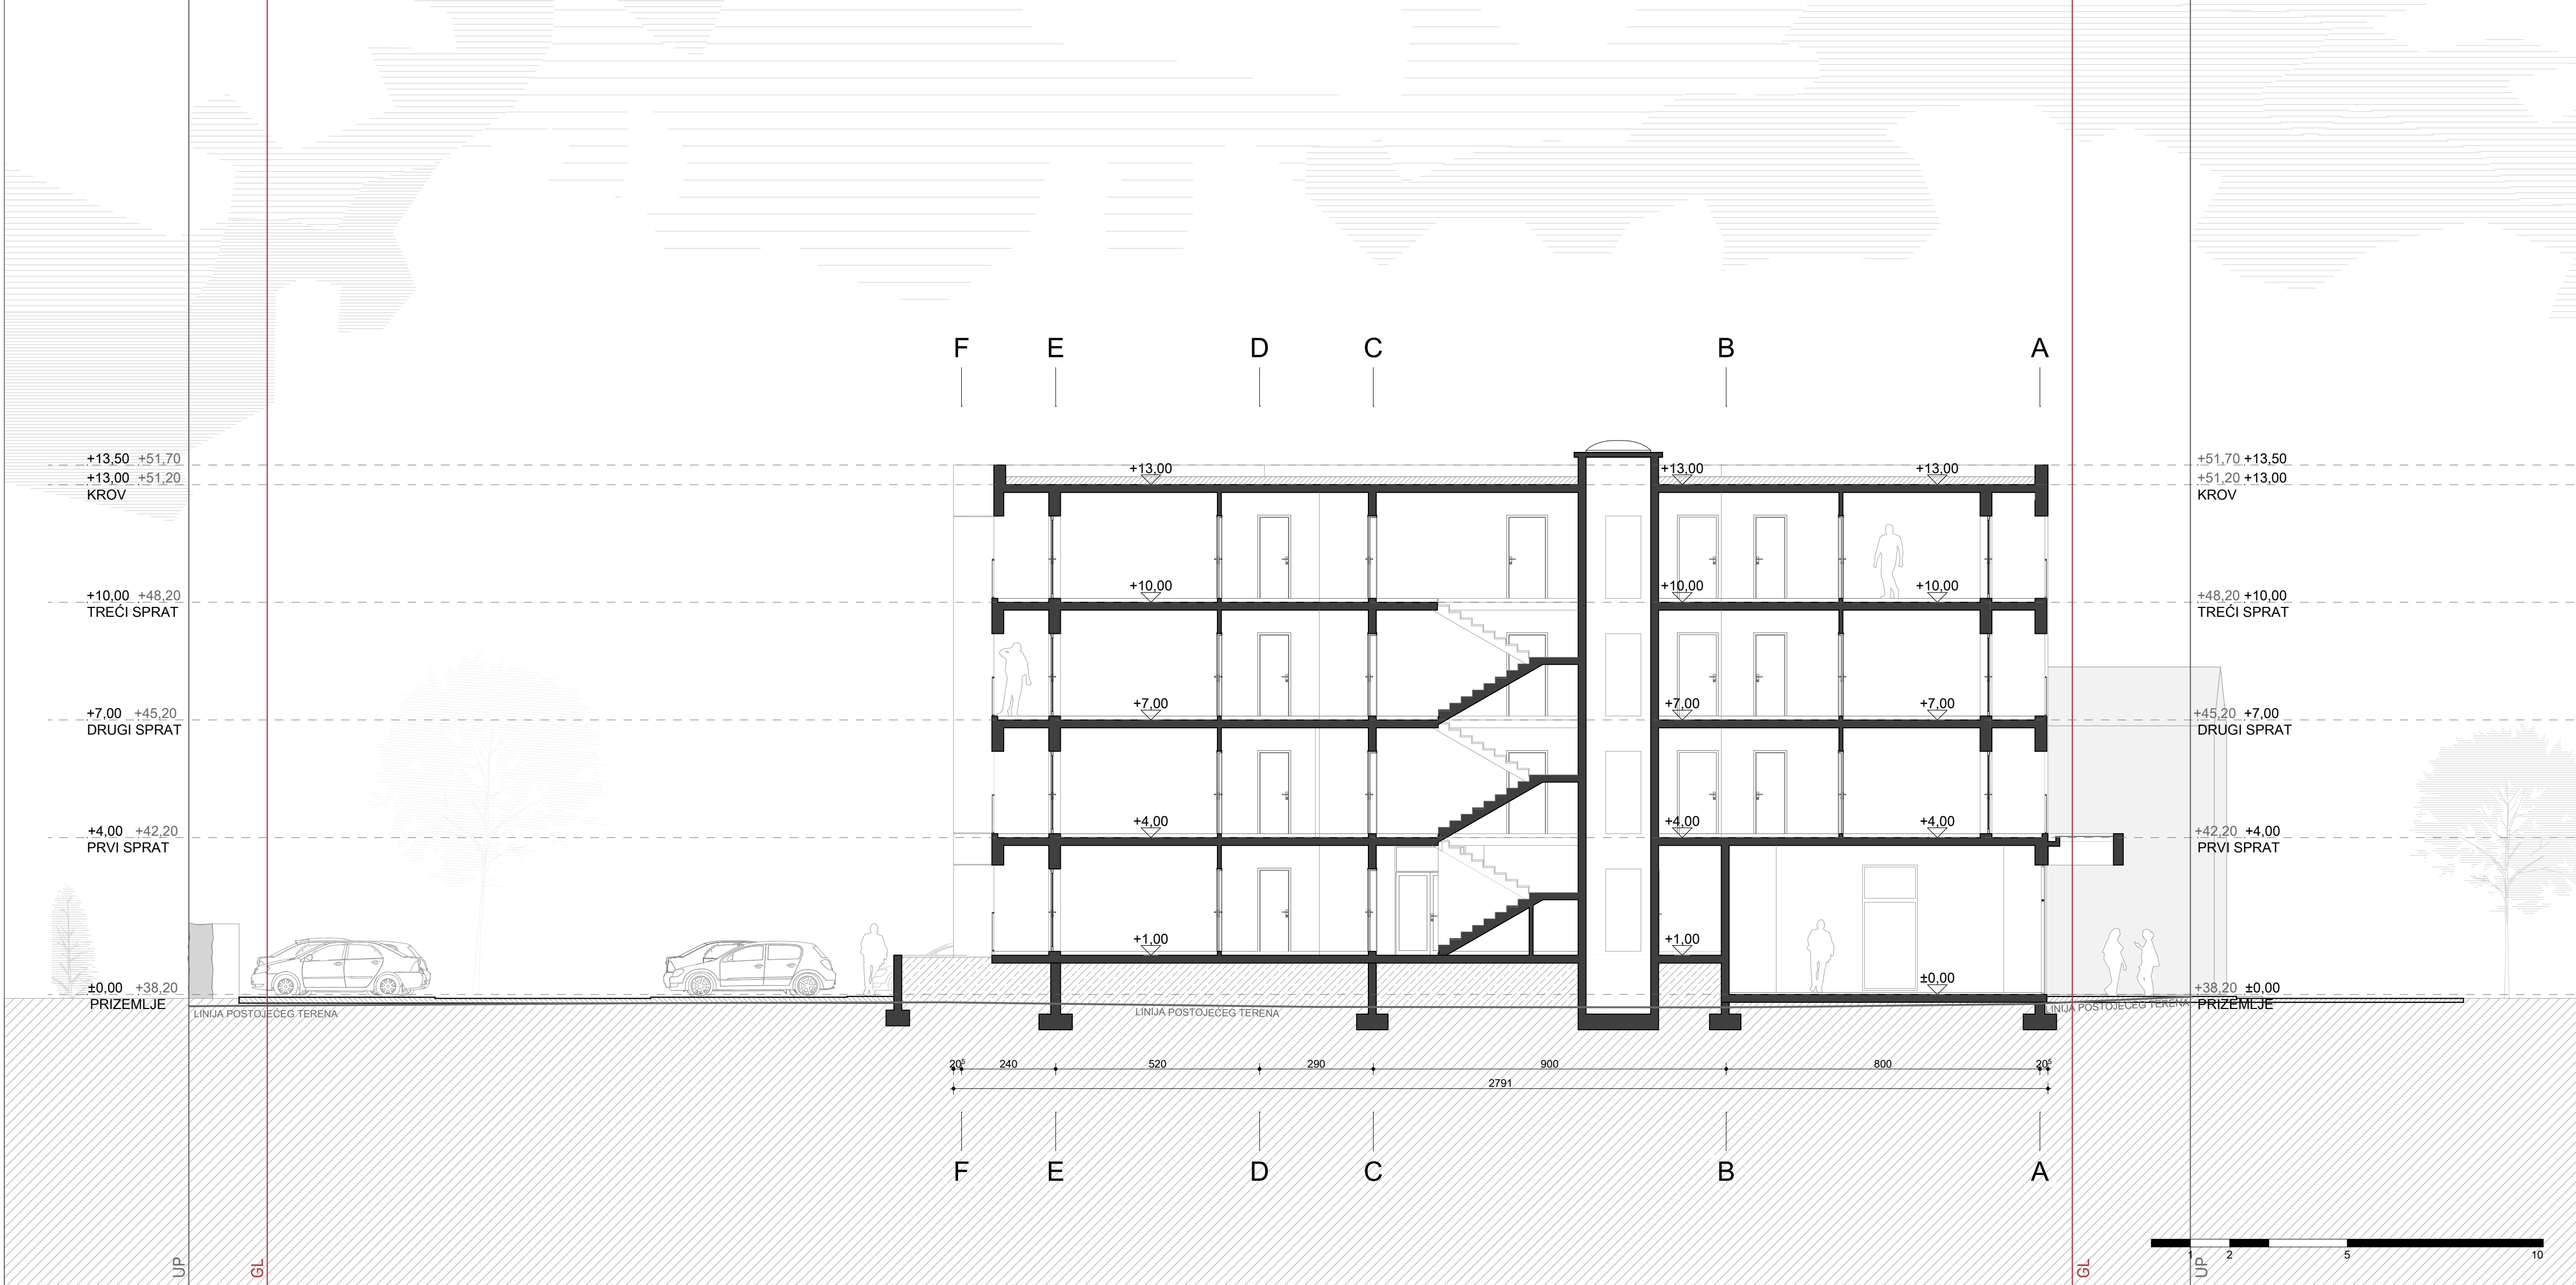 F E D C B A
+13,50 +51,70
+51,70 +13,50
+13,00 +51,20
+13,00 +13,00 +13,00
+51,20 +13,00
KROV
KROV
+10,00 +48,20
+10,00 +10,00 +10,00
+48,20 +10,00
TREĆI SPRAT
TREĆI SPRAT
+7,00 +45,20
+7,00 +7,00 +7,00
+45,20 +7,00
DRUGI SPRAT
DRUGI SPRAT
+4,00 +42,20
+4,00 +4,00 +4,00
+42,20 +4,00
PRVI SPRAT
PRVI SPRAT
+1,00 +1,00
±0,00 +38,20
±0,00
+38,20 ±0,00
PRIZEMLJE
PRIZEMLJE
LINIJA POSTOJEĆEG TERENA
LINIJA POSTOJEĆEG TERENA
LINIJA POSTOJEĆEG TERENA
20⁵ 240 520 290 900 800 20⁵
2791
F E D C B A
UP GL
GL UP
1 2 5 10